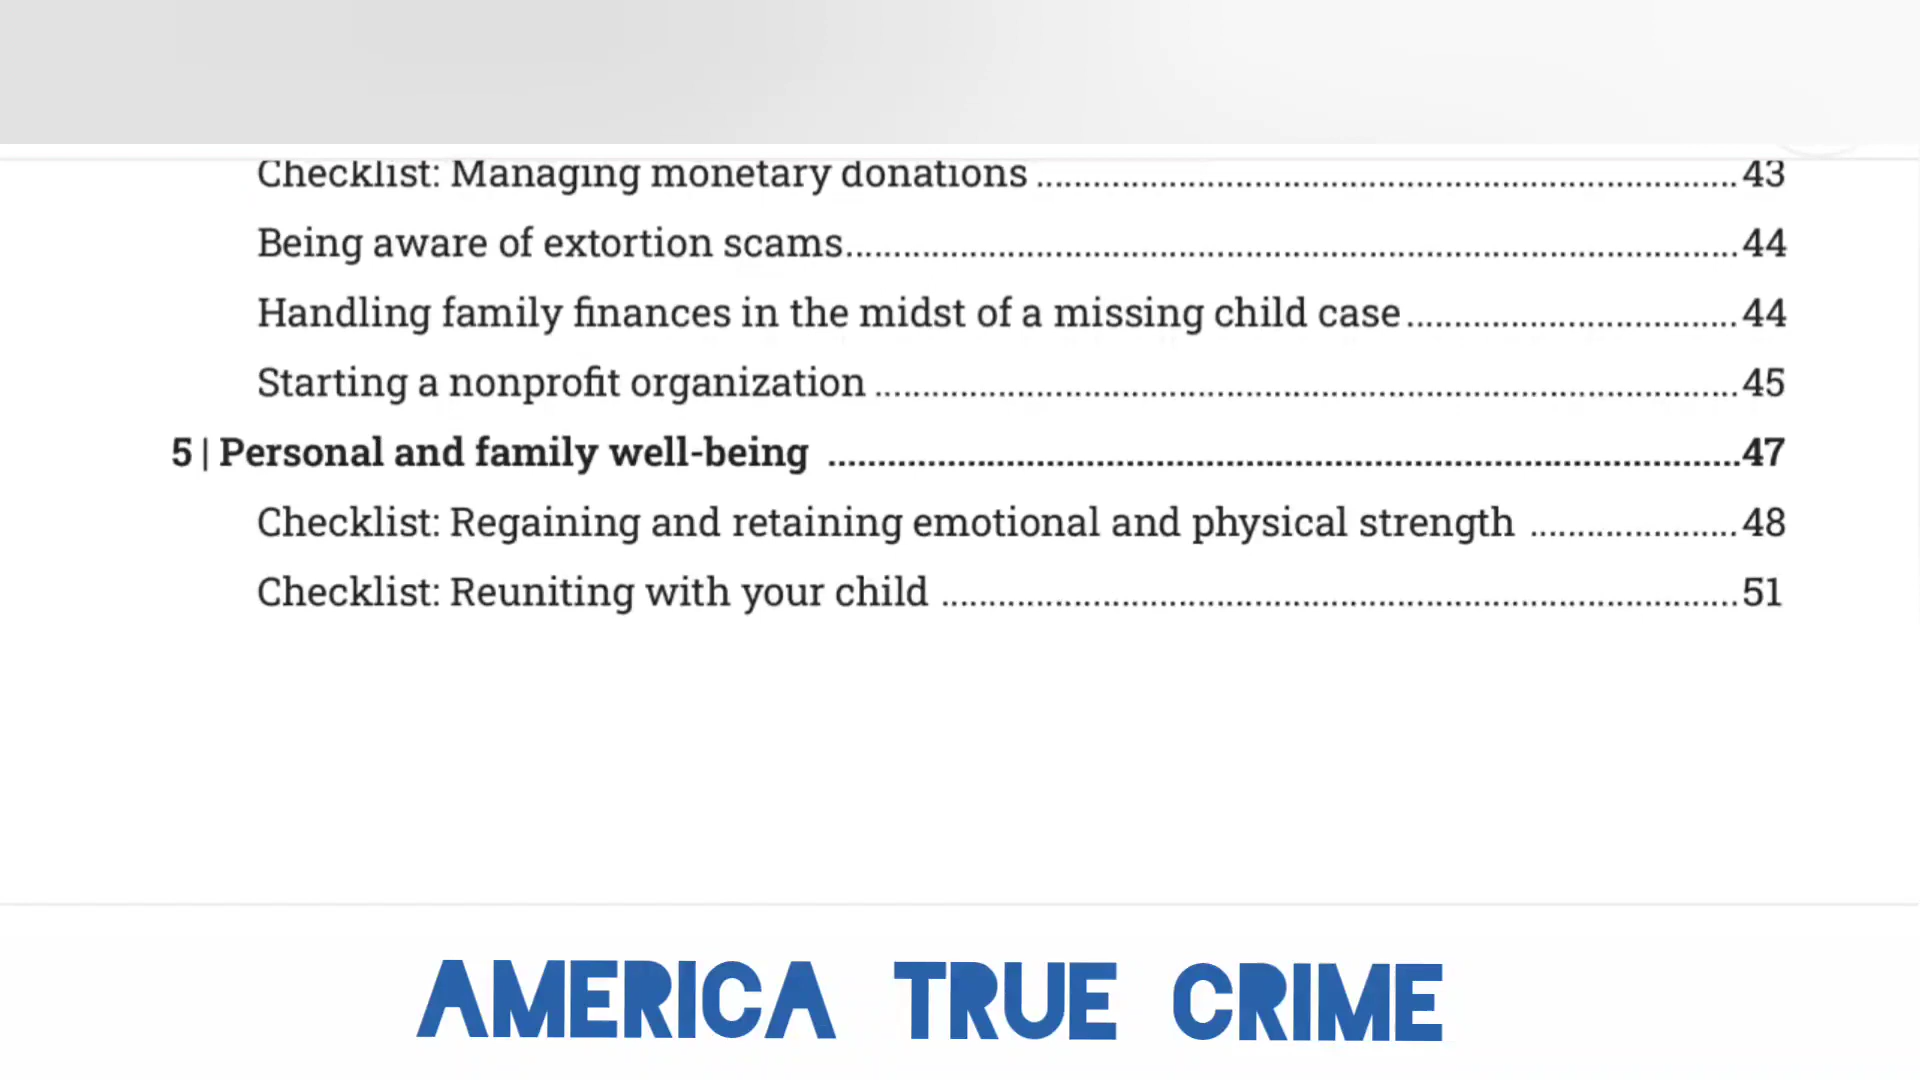 Checklist: Managing monetary donations ........................................................................ 43
Being aware of extortion scams............................................................................................ 44
Handling family finances in the midst of a missing child case .................................. 44
Starting a nonprofit organization ......................................................................................... 45
5 | Personal and family well-being .............................................................................................. 47
Checklist: Regaining and retaining emotional and physical strength ..................... 48
Checklist: Reuniting with your child .................................................................................. 51
AMERICA TRUE CRIME